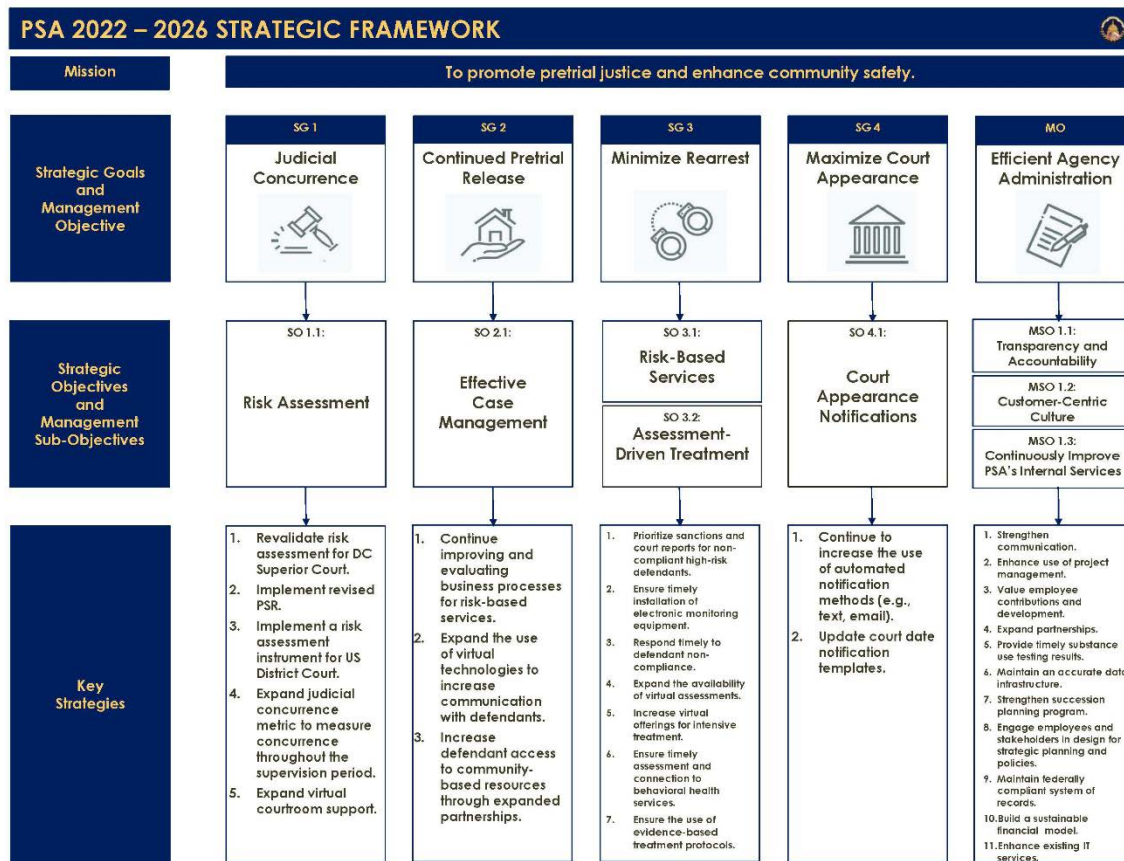 PSA 2022 – 2026 STRATEGIC FRAMEWORK
Mission
To promote pretrial justice and enhance community safety.
Strategic Goals
and
Management
Objective
SG 1
Judicial
Concurrence
SG 2
Continued Pretrial
Release
SG 3
Minimize Rearrest
SG 4
Maximize Court
Appearance
MO
Efficient Agency
Administration
Strategic
Objectives
and
Management
Sub-Objectives
SO 1.1:
Risk Assessment
SO 2.1:
Effective
Case
Management
SO 3.1:
Risk-Based
Services
SO 3.2:
Assessment-
Driven Treatment
SO 4.1:
Court
Appearance
Notifications
MSO 1.1:
Transparency and
Accountability
MSO 1.2:
Customer-Centric
Culture
MSO 1.3:
Continuously Improve
PSA's Internal Services
Key
Strategies
1. Revalidate risk
assessment for DC
Superior Court.
2. Implement revised
PSR.
3. Implement a risk
assessment
instrument for US
District Court.
4. Expand judicial
concurrence
metric to measure
concurrence
throughout the
supervision period.
5. Expand virtual
courtroom support.
1. Continue
improving and
evaluating
business processes
for risk-based
services.
2. Expand the use
of virtual
technologies to
increase
communication
with defendants.
3. Increase
defendant access
to community-
based resources
through expanded
partnerships.
1. Prioritize sanctions and
court reports for non-
compliant high-risk
defendants.
2. Ensure timely
installation of
electronic monitoring
equipment.
3. Respond timely to
defendant non-
compliance.
4. Expand the availability
of virtual assessments.
5. Increase virtual
offerings for intensive
treatment.
6. Ensure timely
assessment and
connection to
behavioral health
services.
7. Ensure the use of
evidence-based
treatment protocols.
1. Continue to
increase the use
of automated
notification
methods (e.g.,
text, email).
2. Update court date
notification
templates.
1. Strengthen
communication.
2. Enhance use of project
management.
3. Value employee
contributions and
development.
4. Expand partnerships.
5. Provide timely substance
use testing results.
6. Maintain an accurate data
infrastructure.
7. Strengthen succession
planning program.
8. Engage employees and
stakeholders in design for
strategic planning and
policies.
9. Maintain federally
compliant system of
records.
10.Build a sustainable
financial model.
11.Enhance existing IT
services.